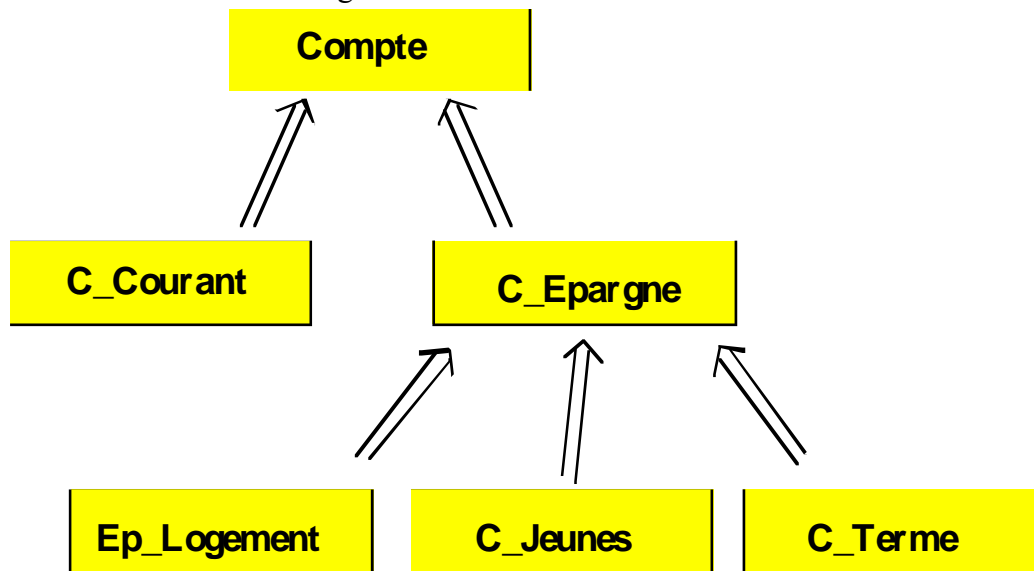 Compte
C_Courant
C_Epargne
Ep_Logement
C_Jeunes
C_Terme